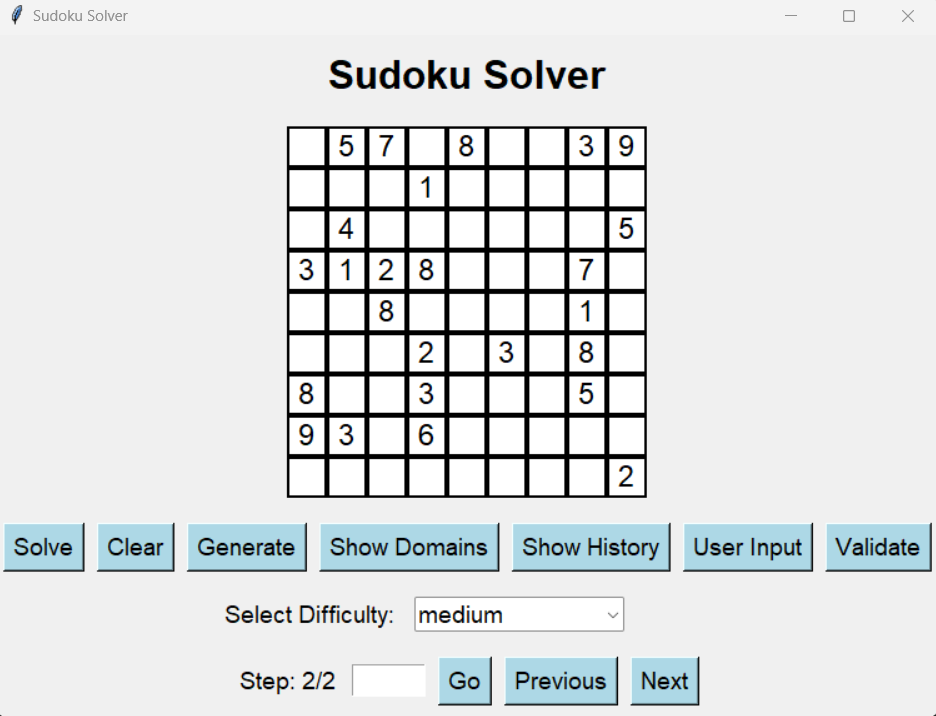 Sudoku Solver
Sudoku Solver
5 7 8 3 9
1
4 5
3 1 2 8 7
8 1
2 3 8
8 3 5
9 3 6
2
Solve Clear Generate Show Domains Show History User Input Validate
Select Difficulty: medium
Step: 2/2 Go Previous Next